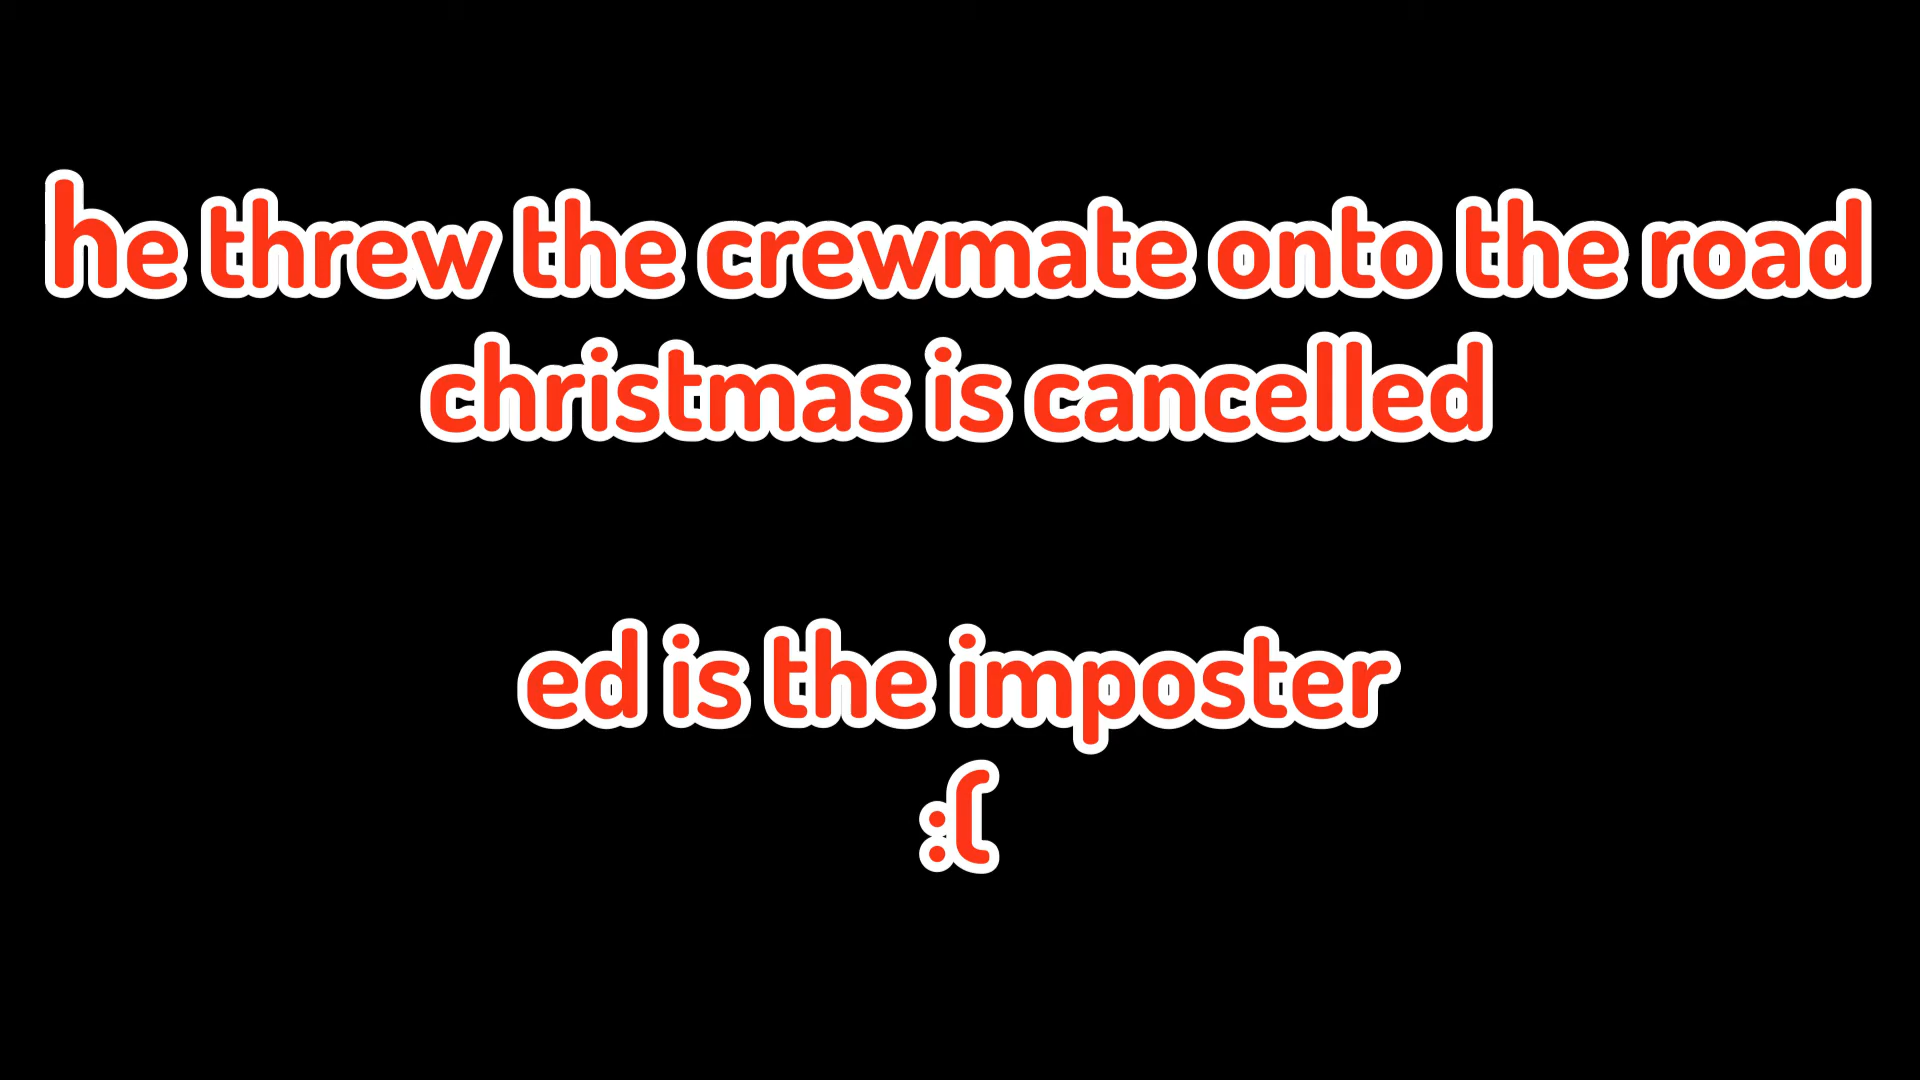 he threw the crewmate onto the road
christmas is cancelled
ed is the imposter
:(